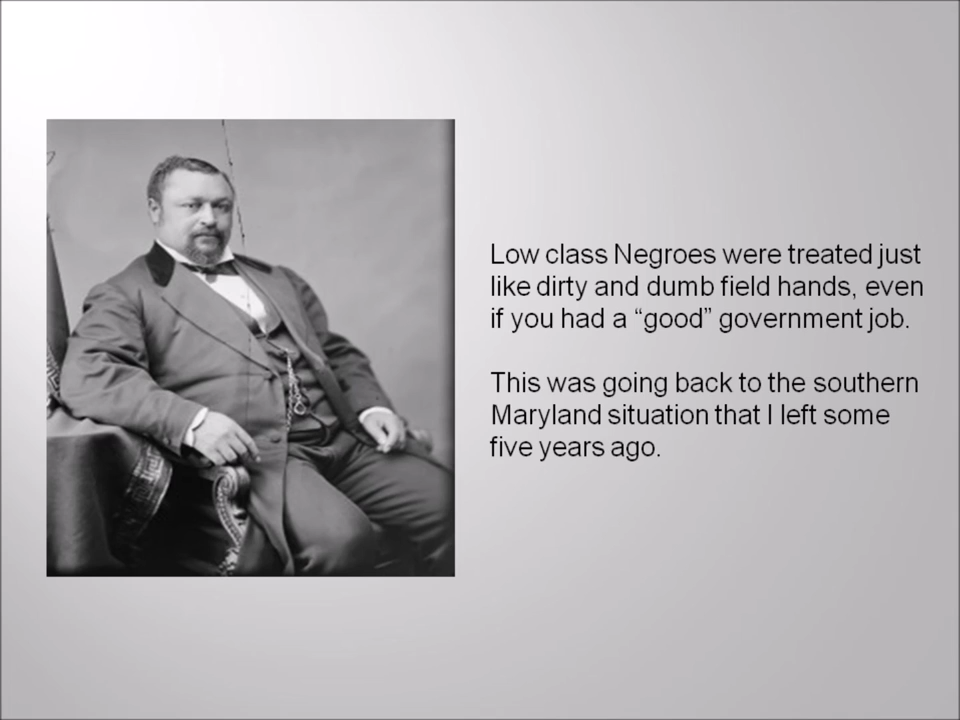 Low class Negroes were treated just
like dirty and dumb field hands, even
if you had a “good” government job.
This was going back to the southern
Maryland situation that I left some
five years ago.